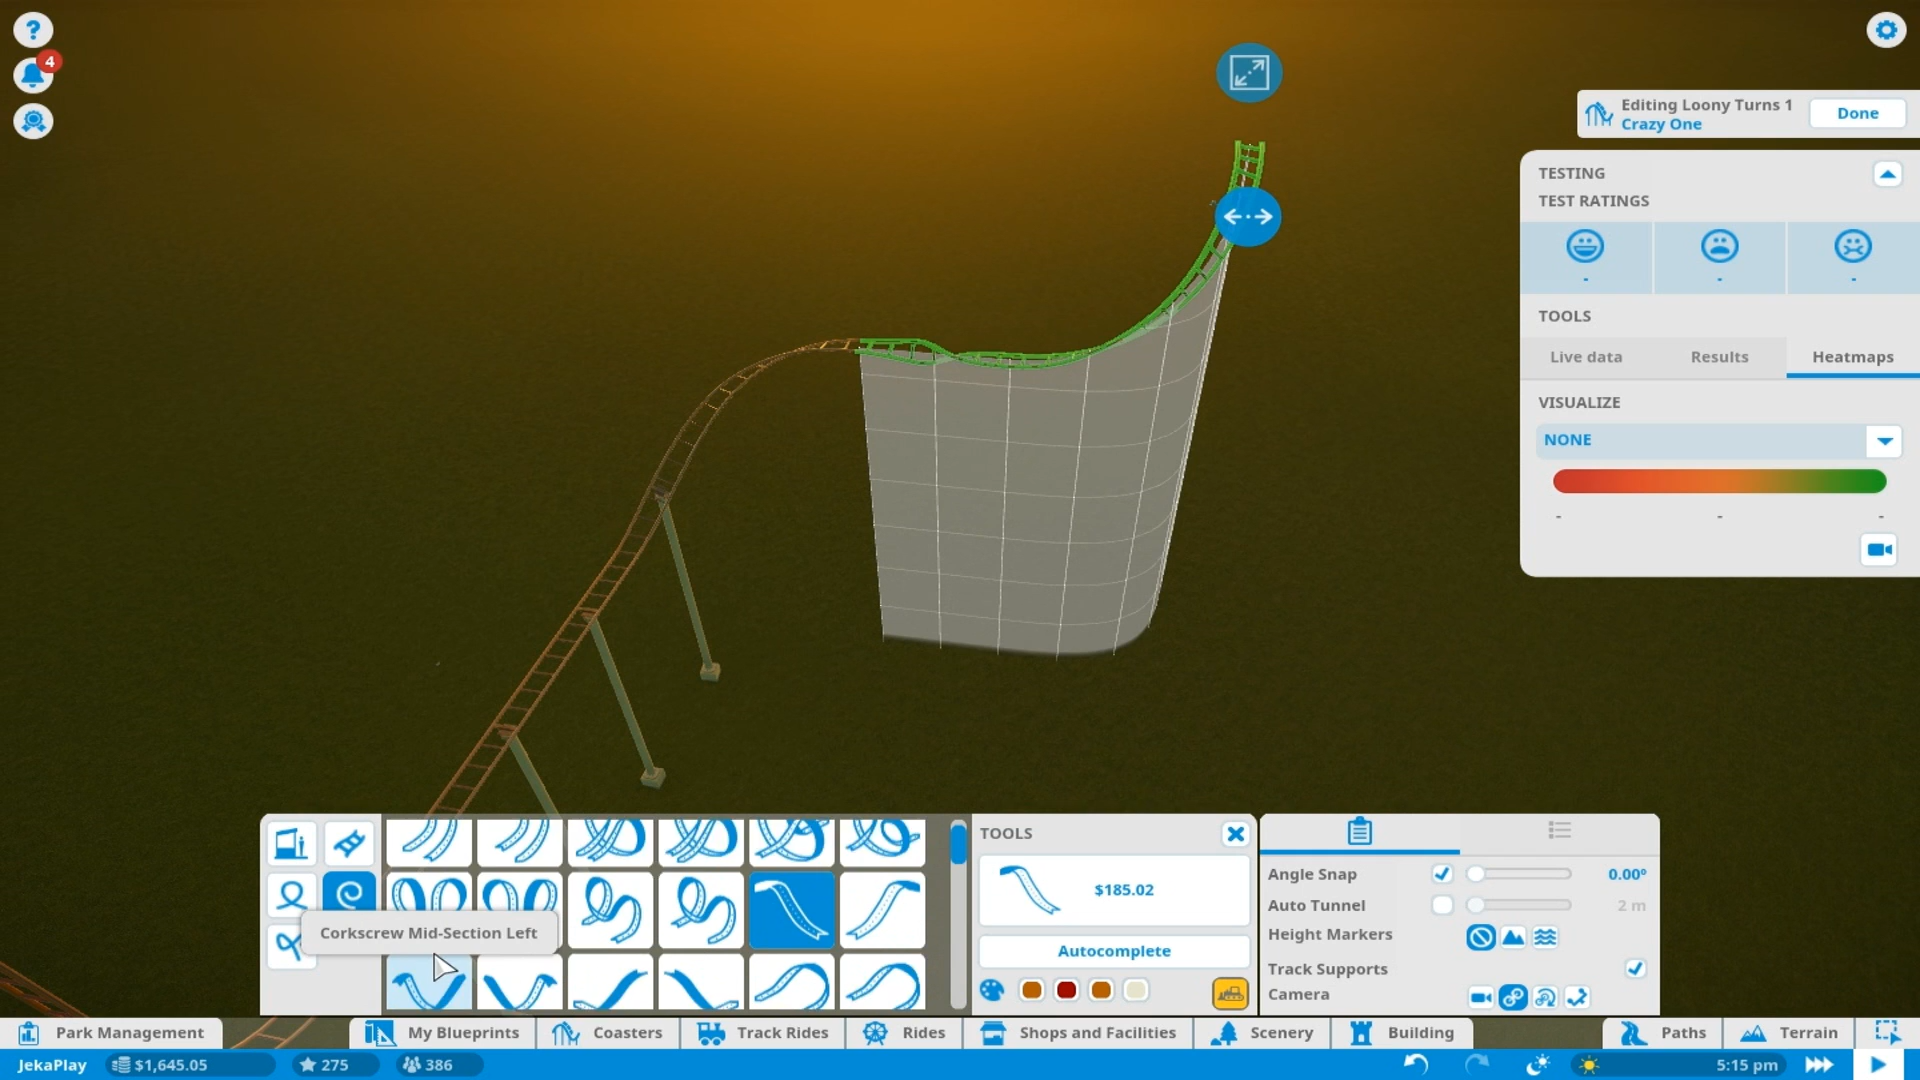 ?
4
Editing Loony Turns 1
Crazy One
Done
TESTING
TEST RATINGS
- - -
TOOLS
Live data
Results
Heatmaps
VISUALIZE
NONE
- - -
Corkscrew Mid-Section Left
TOOLS
$185.02
Autocomplete
Angle Snap
0.00°
Auto Tunnel
2 m
Height Markers
Track Supports
Camera
Park Management
My Blueprints
Coasters
Track Rides
Rides
Shops and Facilities
Scenery
Building
Paths
Terrain
JekaPlay
$1,645.05
275
386
5:15 pm